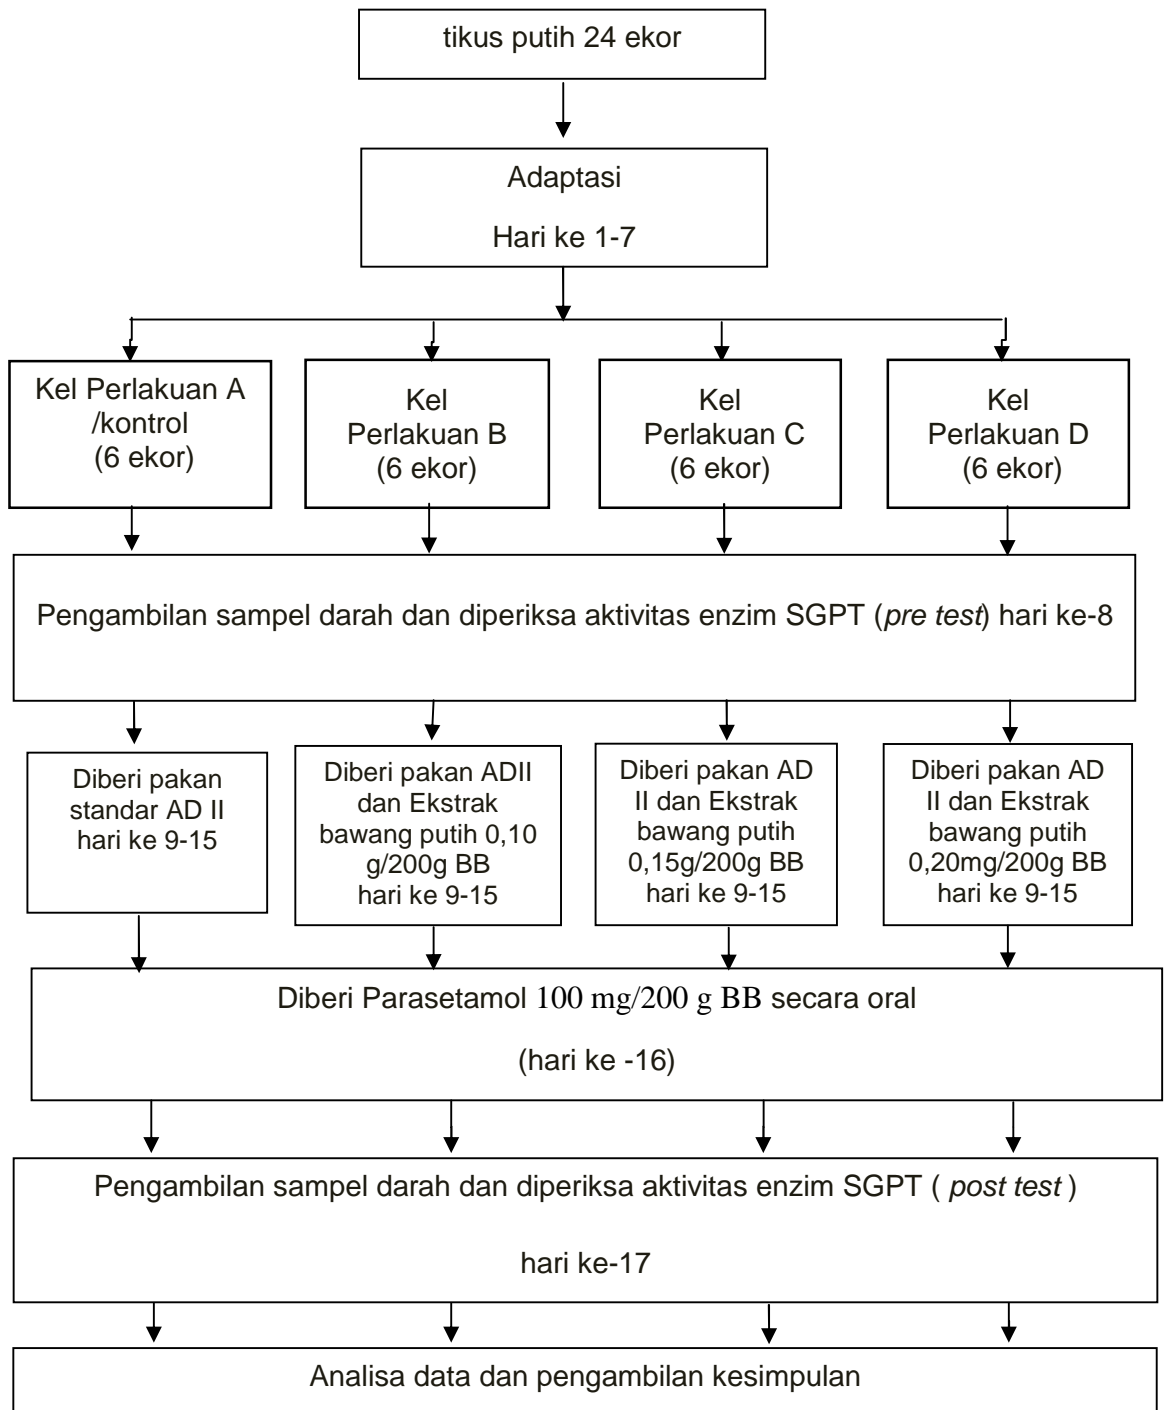 tikus putih 24 ekor
Adaptasi
Hari ke 1-7
Kel Perlakuan A
/kontrol
(6 ekor)
Kel
Perlakuan B
(6 ekor)
Kel
Perlakuan C
(6 ekor)
Kel
Perlakuan D
(6 ekor)
Pengambilan sampel darah dan diperiksa aktivitas enzim SGPT (pre test) hari ke-8
Diberi pakan
standar AD II
hari ke 9-15
Diberi pakan ADII
dan Ekstrak
bawang putih 0,10
g/200g BB
hari ke 9-15
Diberi pakan AD
II dan Ekstrak
bawang putih
0,15g/200g BB
hari ke 9-15
Diberi pakan AD
II dan Ekstrak
bawang putih
0,20mg/200g BB
hari ke 9-15
Diberi Parasetamol 100 mg/200 g BB secara oral
(hari ke -16)
Pengambilan sampel darah dan diperiksa aktivitas enzim SGPT ( post test )
hari ke-17
Analisa data dan pengambilan kesimpulan